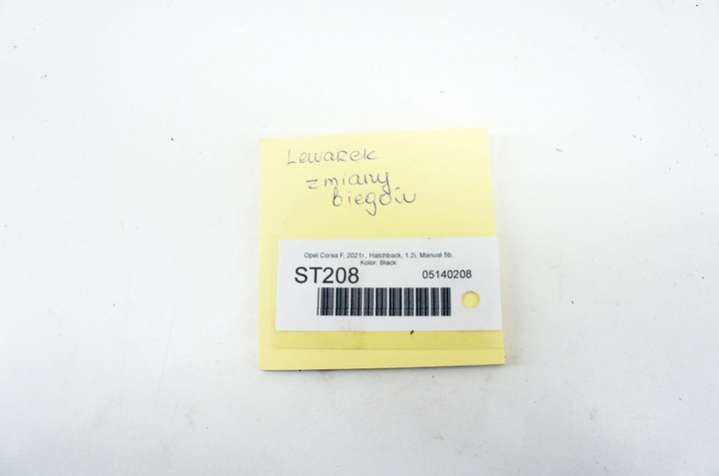 Lewarek
zmiany
biegów
Opel Corsa F, 2021r., Hatchback, 1.2i, Manual 5b.
Kolor: Black
ST208 05140208